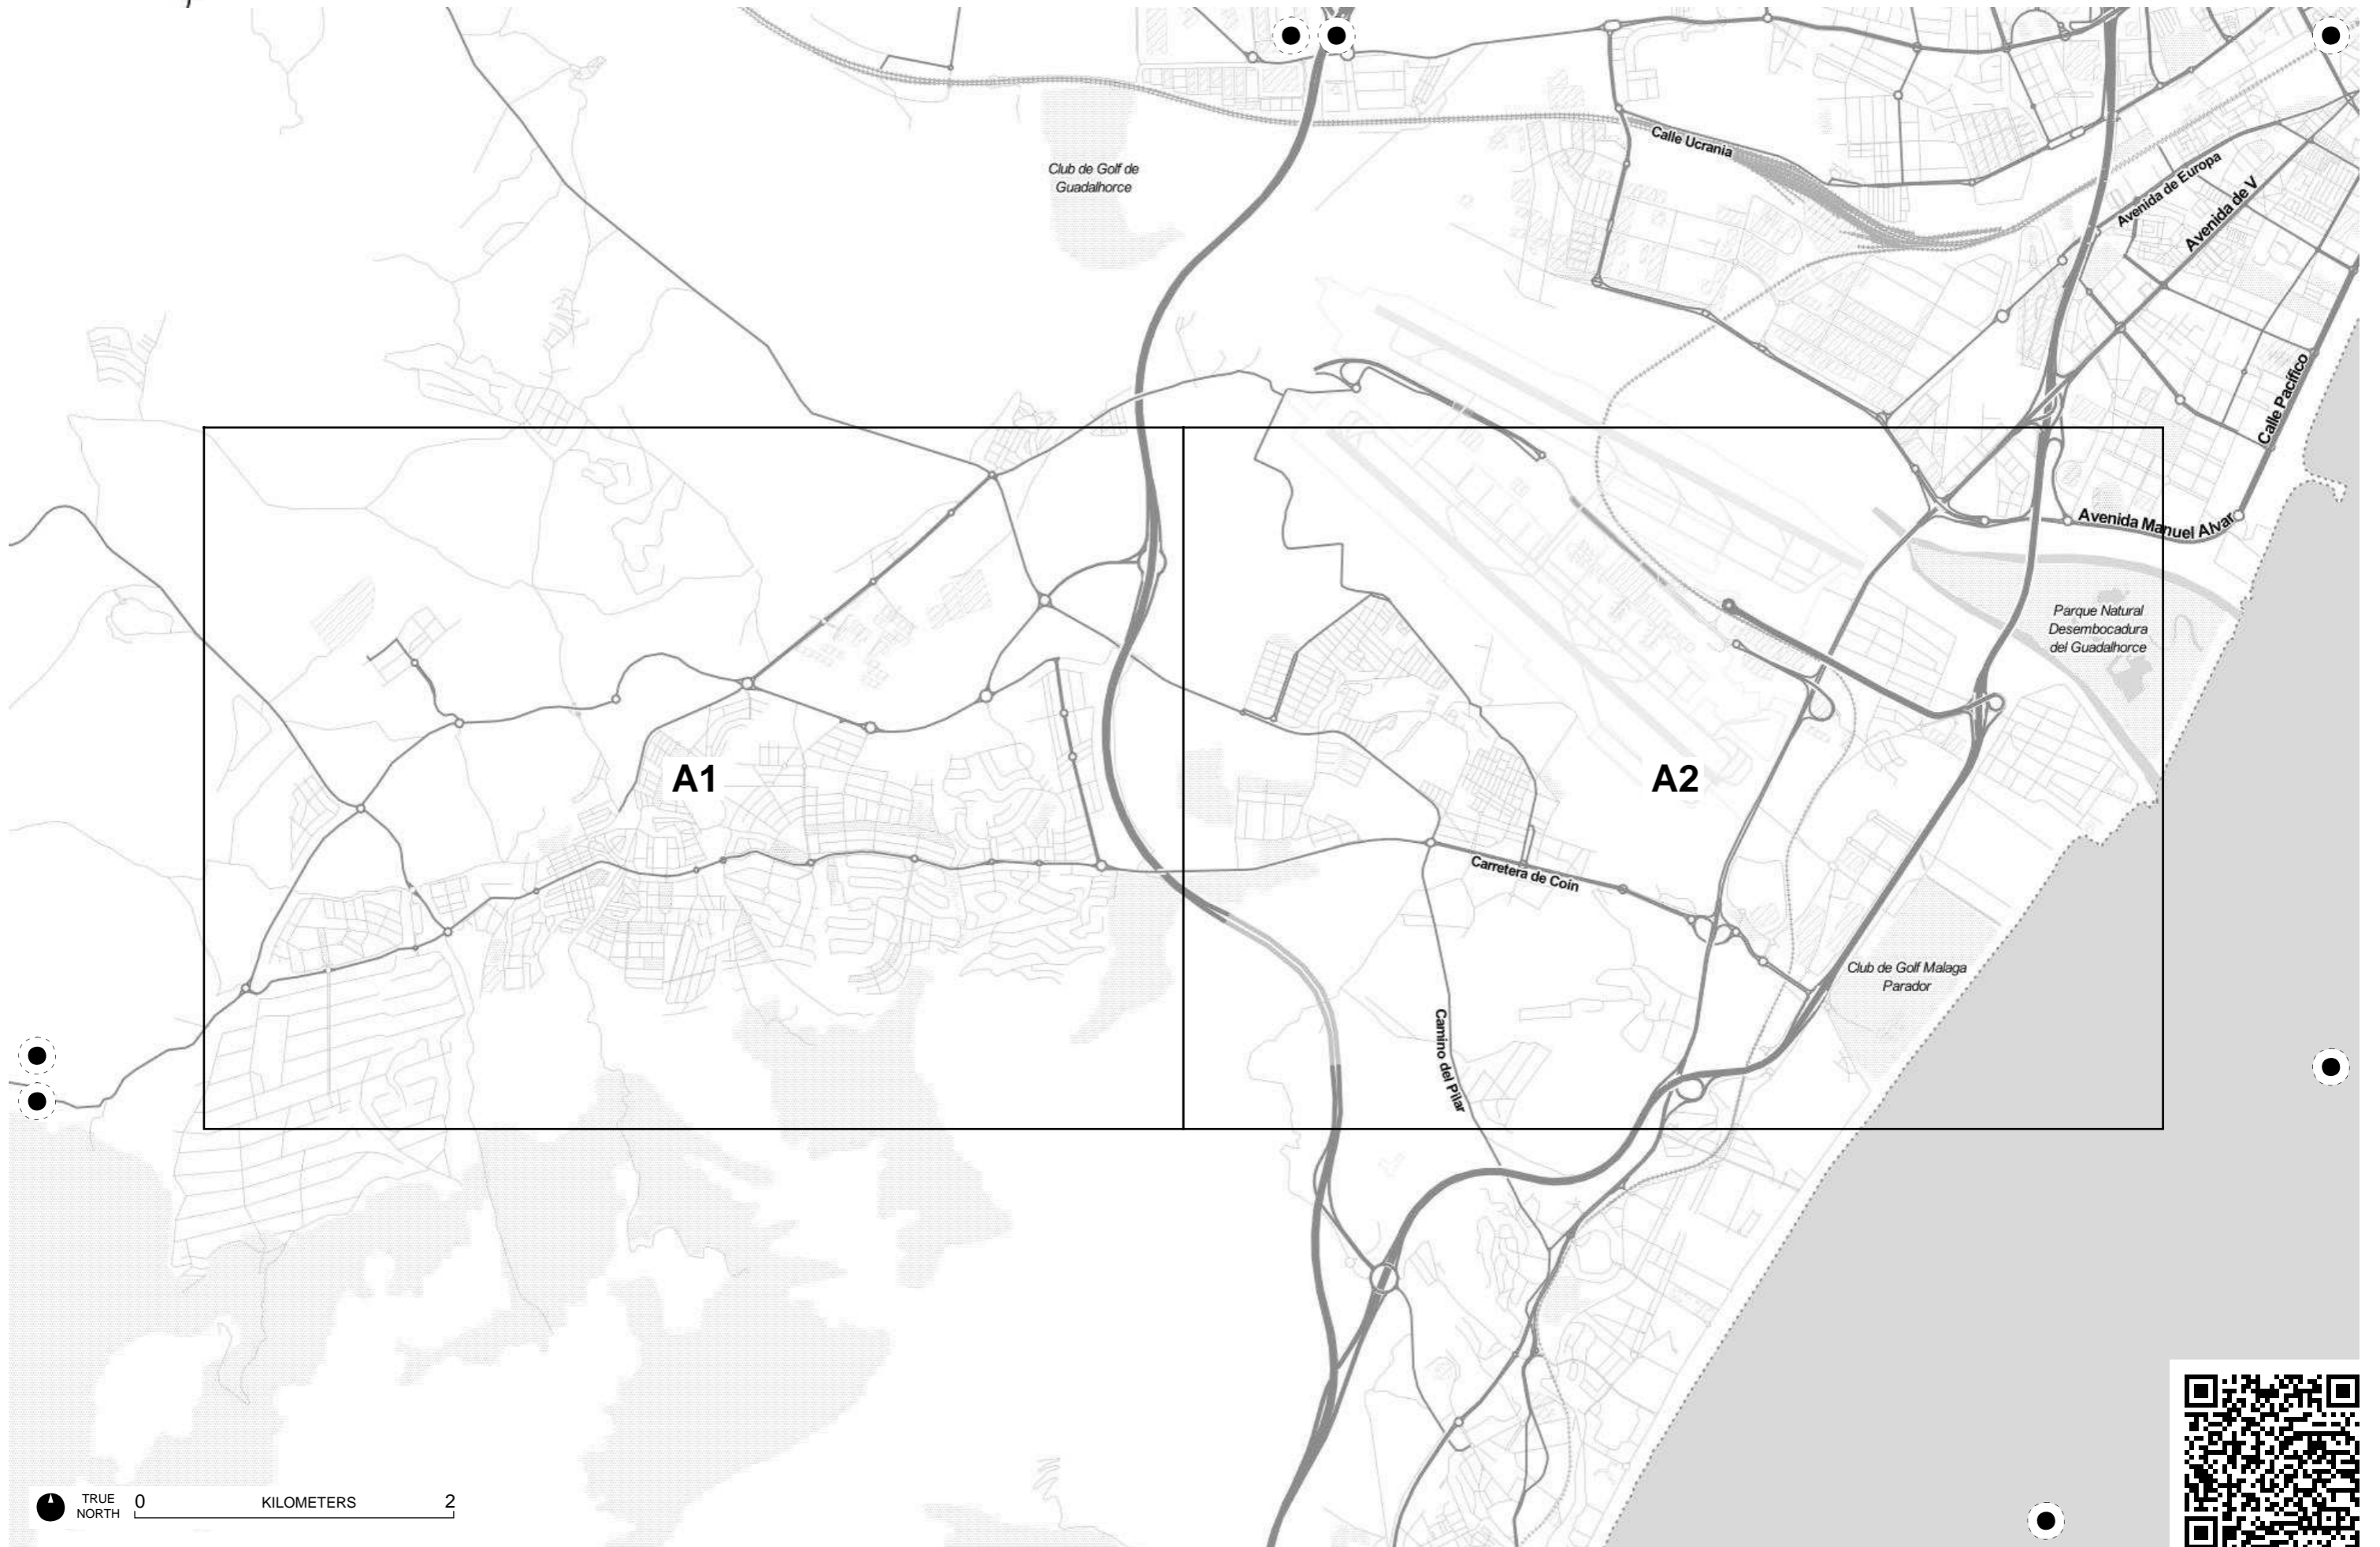 Calle Ucrania
Avenida de Europa
Avenida de V
Club de Golf de
Guadalhorce
Calle Pacífico
Avenida Manuel Alvar
Parque Natural
Desembocadura
del Guadalhorce
A1
A2
Carretera de Coín
Club de Golf Malaga
Parador
Camino del Pilar
TRUE
NORTH
0 KILOMETERS 2